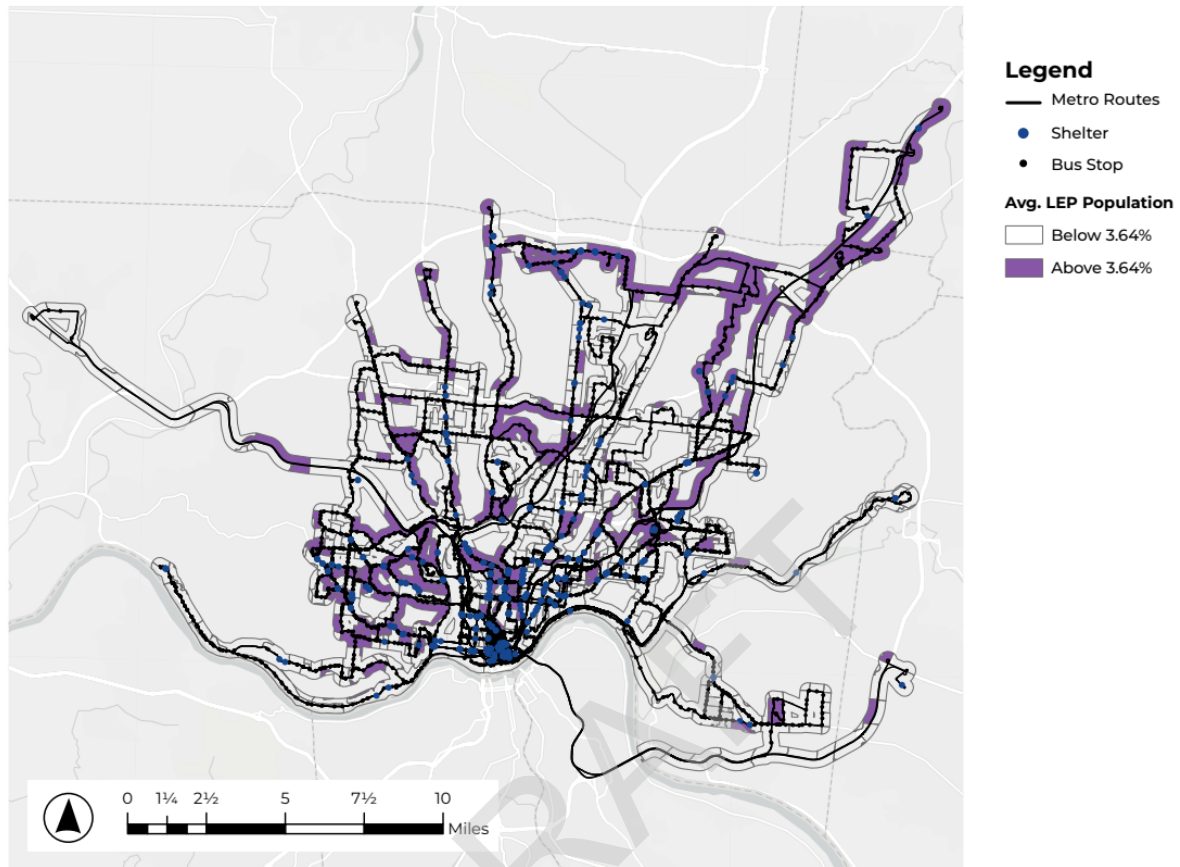 Legend
Metro Routes
Shelter
Bus Stop
Avg. LEP Population
Below 3.64%
Above 3.64%
0 1¼ 2½ 5 7½ 10
Miles
DRAFT